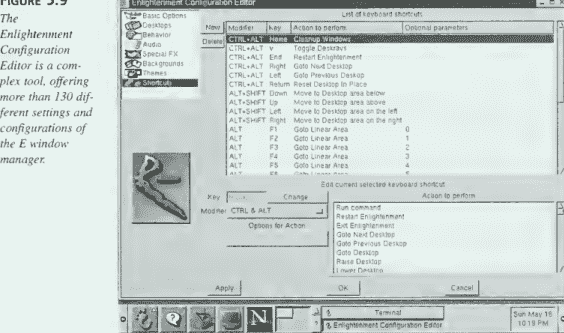 FIGURE 5.9
The
Enlightenment
Configuration
Editor is a com-
plex tool, offering
more than 130 dif-
ferent settings and
configurations of
the E window
manager.
Enlightenment Configuration Editor
Basic Options
Desktops
Behavior
Audio
Special FX
Backgrounds
Themes
Shortcuts
List of keyboard shortcuts
New
Delete
Modifier Key Action to perform Optional parameters
CTRL+ALT Home Cleanup Windows
CTRL+ALT v Toggle Deskrays
CTRL+ALT End Restart Enlightenment
CTRL+ALT Right Goto Next Desktop
CTRL+ALT Left Goto Previous Desktop
CTRL+ALT Return Reset Desktop In Place
ALT+SHIFT Down Move to Desktop area below
ALT+SHIFT Up Move to Desktop area above
ALT+SHIFT Left Move to Desktop area on the left
ALT+SHIFT Right Move to Desktop area on the right
ALT F1 Goto Linear Area 0
ALT F2 Goto Linear Area 1
ALT F3 Goto Linear Area 2
ALT F4 Goto Linear Area 3
ALT F5 Goto Linear Area 4
Edit current selected keyboard shortcut
Key Change
Modifier CTRL & ALT
Options for Action
Action to perform
Run command
Restart Enlightenment
Exit Enlightenment
Goto Next Desktop
Goto Previous Desktop
Goto Desktop
Raise Desktop
Lower Desktop
Apply OK Cancel
N
Terminal
Enlightenment Configuration Editor
Sun May 16
10:19 PM